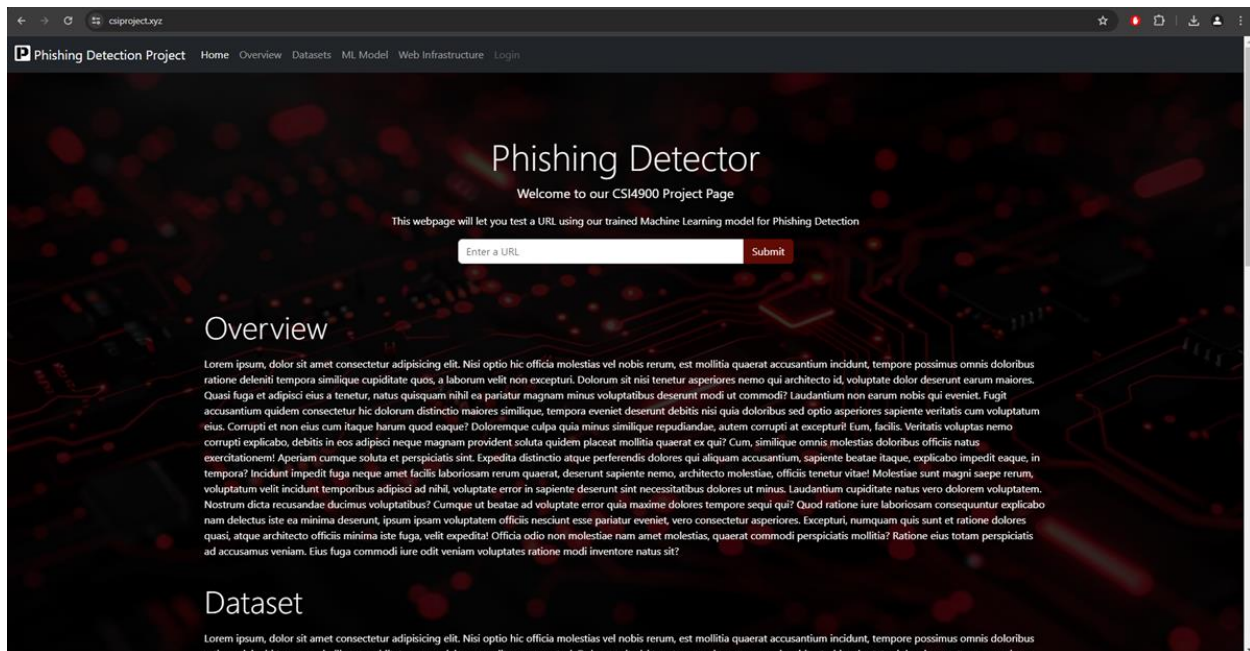 csiproject.xyz
Phishing Detection Project Home Overview Datasets ML Model Web Infrastructure Login
Phishing Detector
Welcome to our CSI4900 Project Page
This webpage will let you test a URL using our trained Machine Learning model for Phishing Detection
Enter a URL Submit
Overview
Lorem ipsum, dolor sit amet consectetur adipisicing elit. Nisi optio hic officia molestias vel nobis rerum, est mollitia quaerat accusantium incidunt, tempore possimus omnis doloribus
ratione deleniti tempora similique cupiditate quos, a laborum velit non excepturi. Dolorum sit nisi tenetur asperiores nemo qui architecto id, voluptate dolor deserunt earum maiores.
Quasi fuga et adipisci eius a tenetur, natus quisquam nihil ea pariatur magnam minus voluptatibus deserunt modi ut commodi? Laudantium non earum nobis qui eveniet. Fugit
accusantium quidem consectetur hic dolorum distinctio maiores similique, tempora eveniet deserunt debitis nisi quia doloribus sed optio asperiores sapiente veritatis cum voluptatum
eius. Corrupti et non eius cum itaque harum quod eaque? Doloremque culpa quia minus similique repudiandae, autem corrupti at excepturi! Eum, facilis. Veritatis voluptas nemo
corrupti explicabo, debitis in eos adipisci neque magnam provident soluta quidem placeat mollitia quaerat ex qui? Cum, similique omnis molestias doloribus officiis natus
exercitationem! Aperiam cumque soluta et perspiciatis sint. Expedita distinctio atque perferendis dolores qui aliquam accusantium, sapiente beatae itaque, explicabo impedit eaque, in
tempora? Incidunt impedit fuga neque amet facilis laboriosam rerum quaerat, deserunt sapiente nemo, architecto molestiae, officiis tenetur vitae! Molestiae sunt magni saepe rerum,
voluptatum velit incidunt temporibus adipisci ad nihil, voluptate error in sapiente deserunt sint necessitatibus dolores ut minus. Laudantium cupiditate natus vero dolorem voluptatem.
Nostrum dicta recusandae ducimus voluptatibus? Cumque ut beatae ad voluptate error quia maxime dolores tempore sequi qui? Quod ratione iure laboriosam consequuntur explicabo
nam delectus iste ea minima deserunt, ipsum ipsam voluptatem officiis nesciunt esse pariatur eveniet, vero consectetur asperiores. Excepturi, numquam quis sunt et ratione dolores
quasi, atque architecto officiis minima iste fuga, velit expedita! Officia odio non molestiae nam amet molestias, quaerat commodi perspiciatis mollitia? Ratione eius totam perspiciatis
ad accusamus veniam. Eius fuga commodi iure odit veniam voluptates ratione modi inventore natus sit?
Dataset
Lorem ipsum, dolor sit amet consectetur adipisicing elit. Nisi optio hic officia molestias vel nobis rerum, est mollitia quaerat accusantium incidunt, tempore possimus omnis doloribus